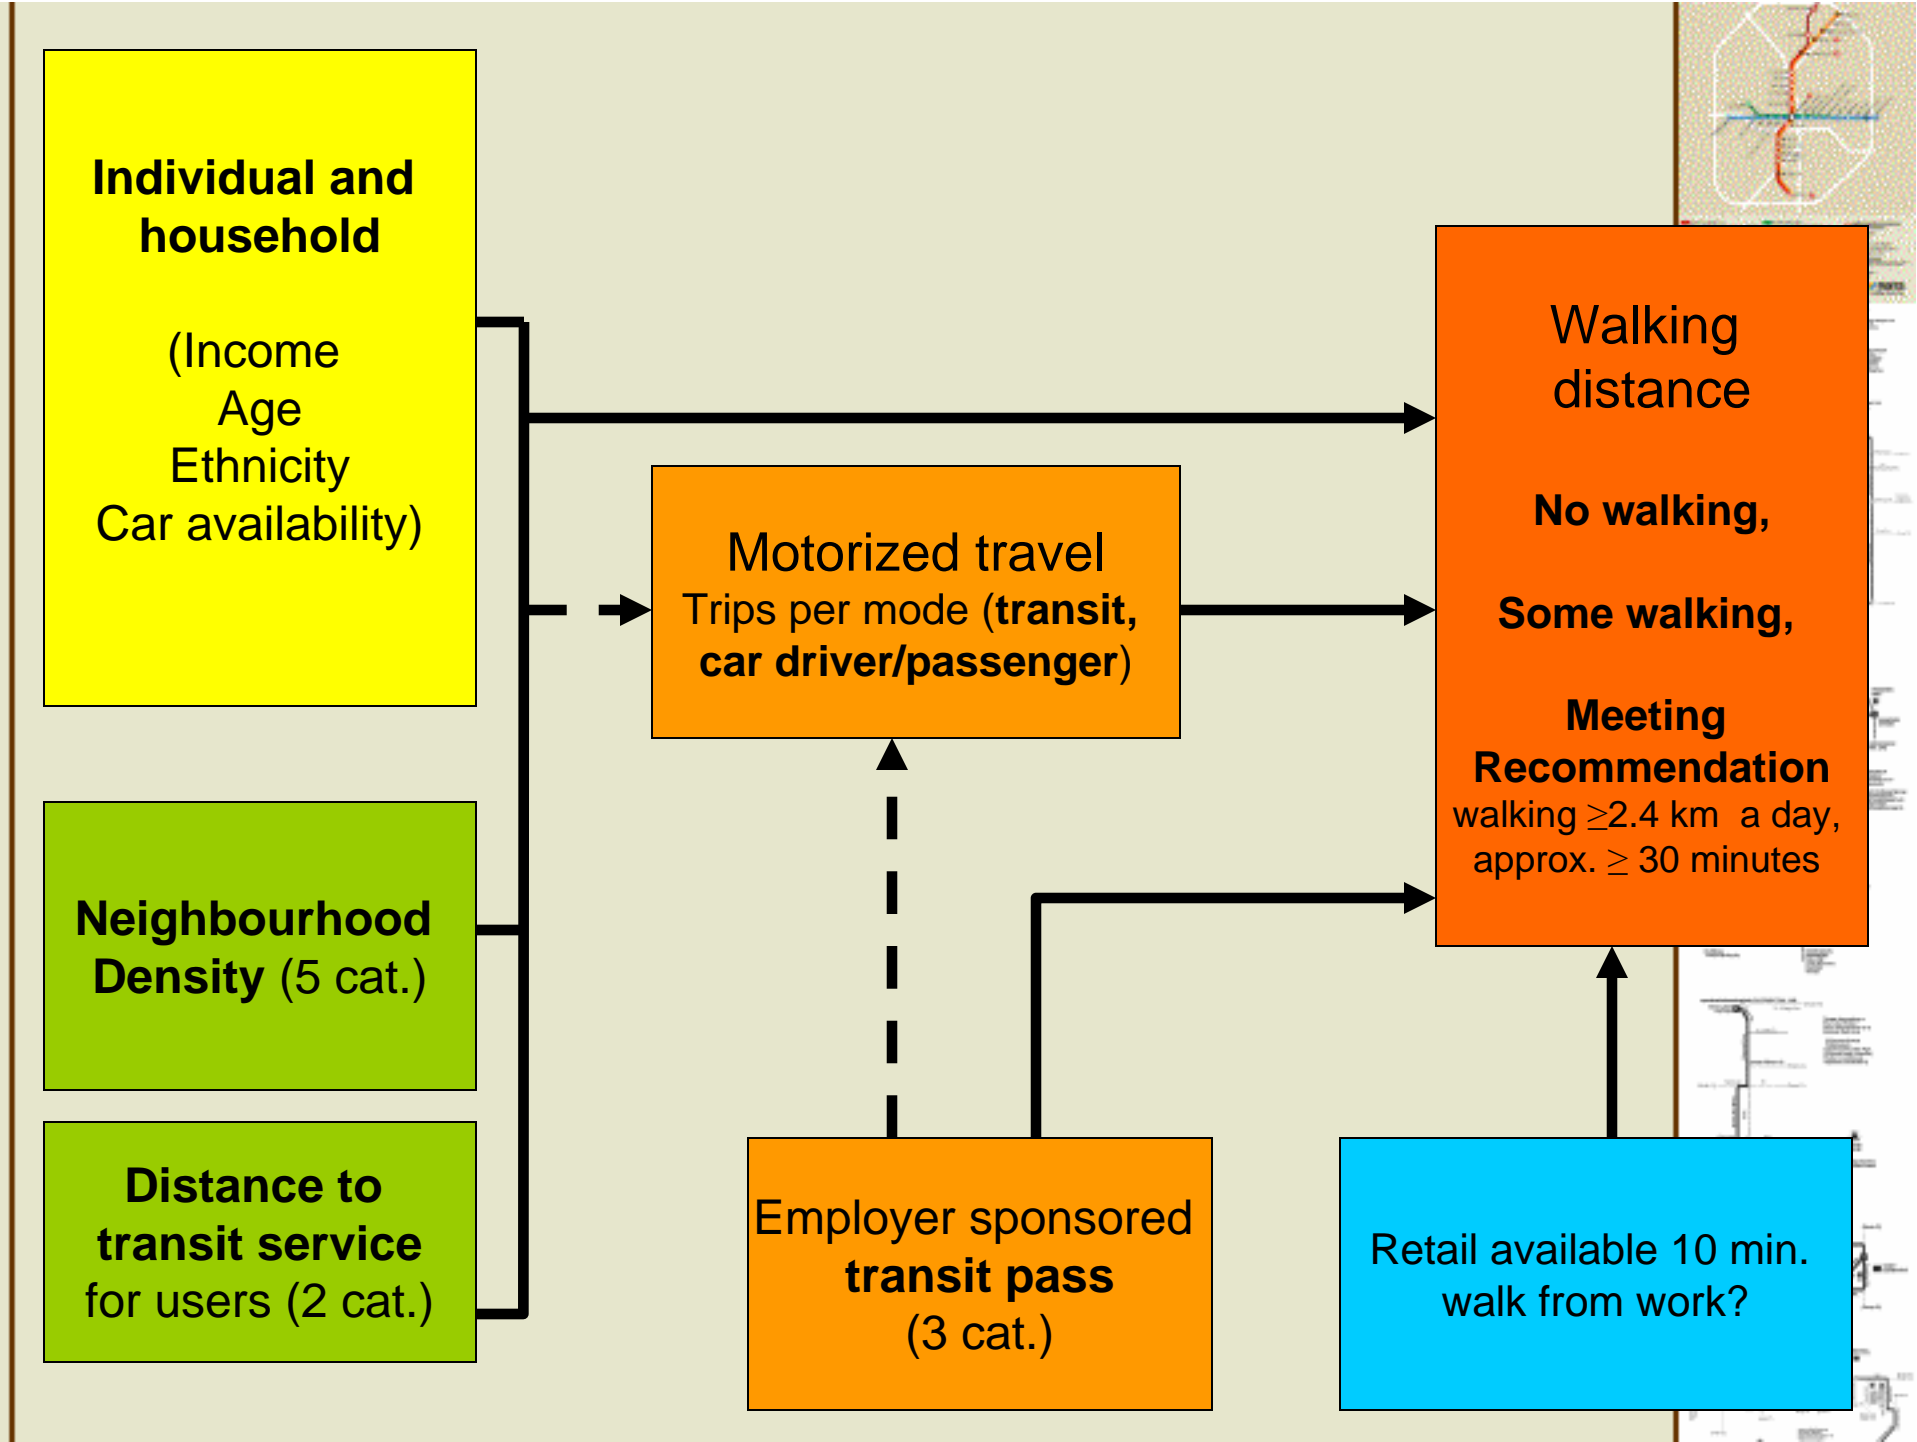 Individual and
household
(Income
Age
Ethnicity
Car availability)
Neighbourhood
Density (5 cat.)
Distance to
transit service
for users (2 cat.)
Motorized travel
Trips per mode (transit,
car driver/passenger)
Employer sponsored
transit pass
(3 cat.)
Walking
distance
No walking,
Some walking,
Meeting
Recommendation
walking ≥2.4 km a day,
approx. ≥ 30 minutes
Retail available 10 min.
walk from work?